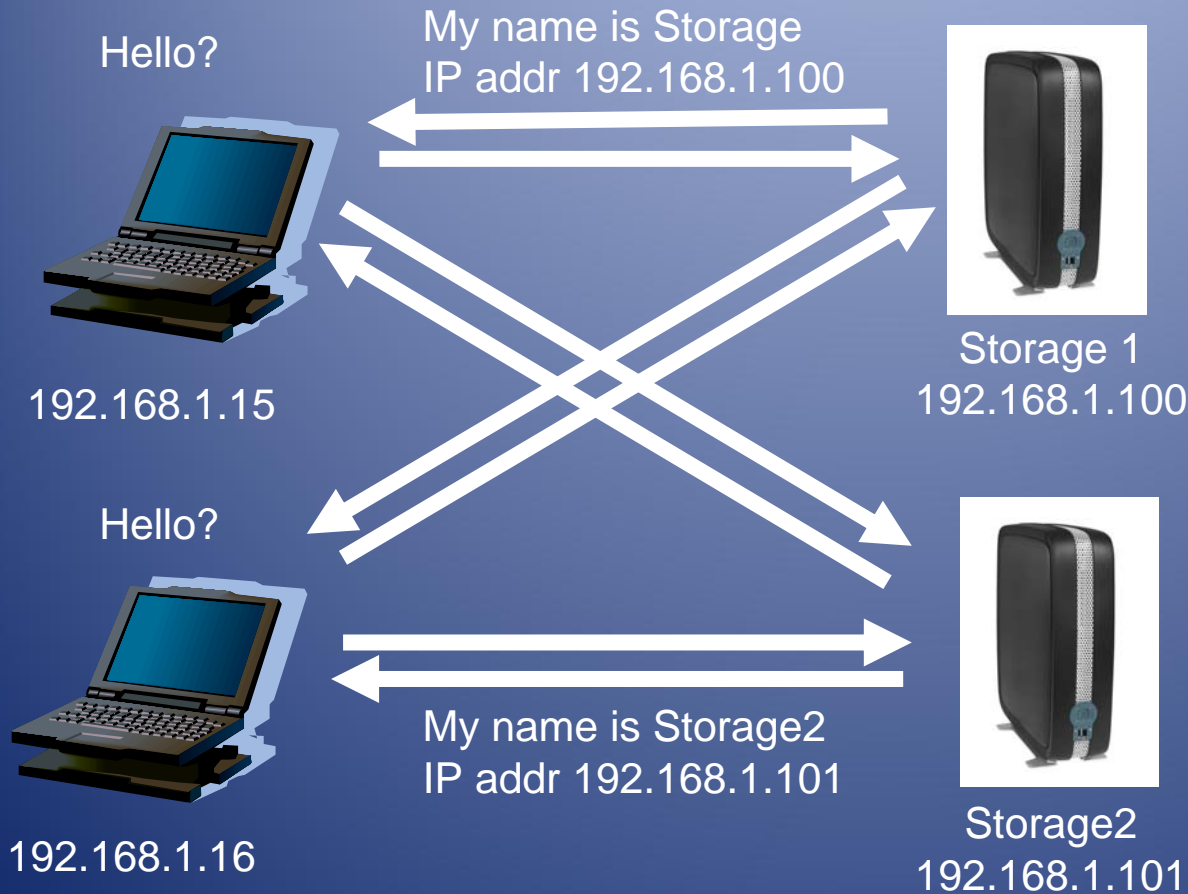 Hello?
My name is Storage
IP addr 192.168.1.100
192.168.1.15
Storage 1
192.168.1.100
Hello?
192.168.1.16
My name is Storage2
IP addr 192.168.1.101
Storage2
192.168.1.101